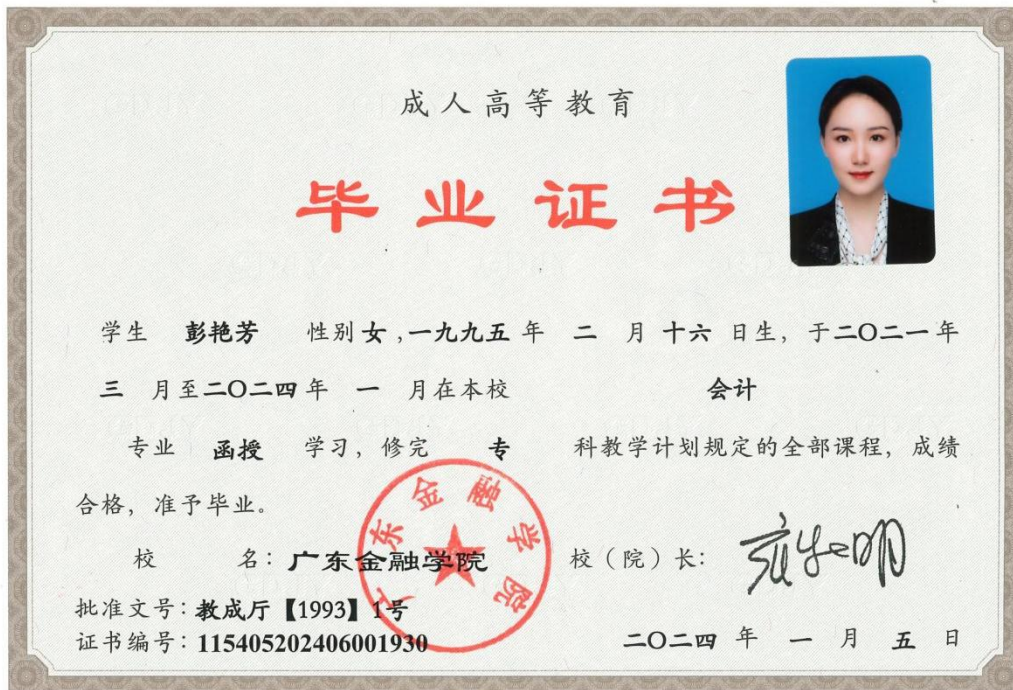 成人高等教育
毕业证书
学生 彭艳芳 性别 女 ,一九九五 年 二 月 十六 日生，于二〇二一年
三 月至二〇二四年 一 月在本校 会计
专业 函授 学习，修完 专 科教学计划规定的全部课程，成绩
合格，准予毕业。
校 名：广东金融学院 校（院）长：
广东金融学院
批准文号：教成厅【1993】1号
证书编号：115405202406001930 二〇二四 年 一 月 五 日